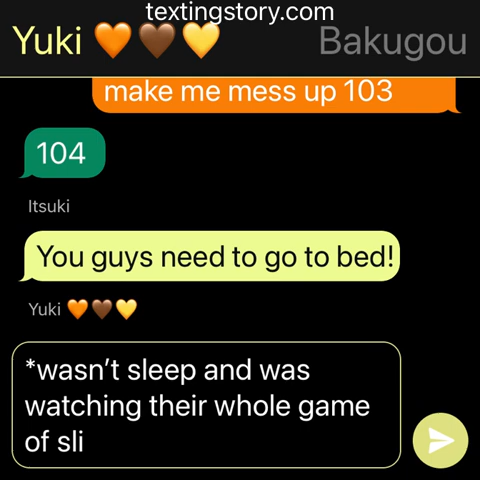 textingstory.com
Yuki 🧡🤎💛 Bakugou
make me mess up 103
104
Itsuki
You guys need to go to bed!
Yuki 🧡🤎💛
*wasn’t sleep and was
watching their whole game
of sli